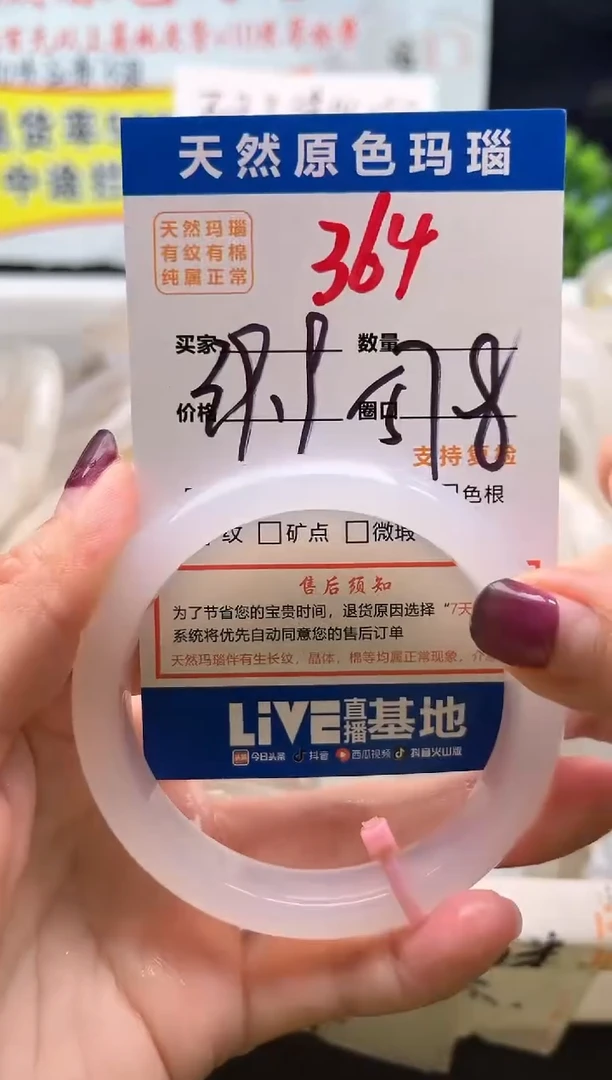 天然原色玛瑙
天然玛瑙
有纹有棉
纯属正常
364
买家
数量
价格
圈口
支持复检
色根
纹 矿点 微瑕
售后须知
为了节省您的宝贵时间，退货原因选择“7天
系统将优先自动同意您的售后订单
天然玛瑙伴有生长纹，晶体，棉等均属正常现象，介
LiVE直播基地
头条 今日头条 抖音 西瓜视频 抖音火山版